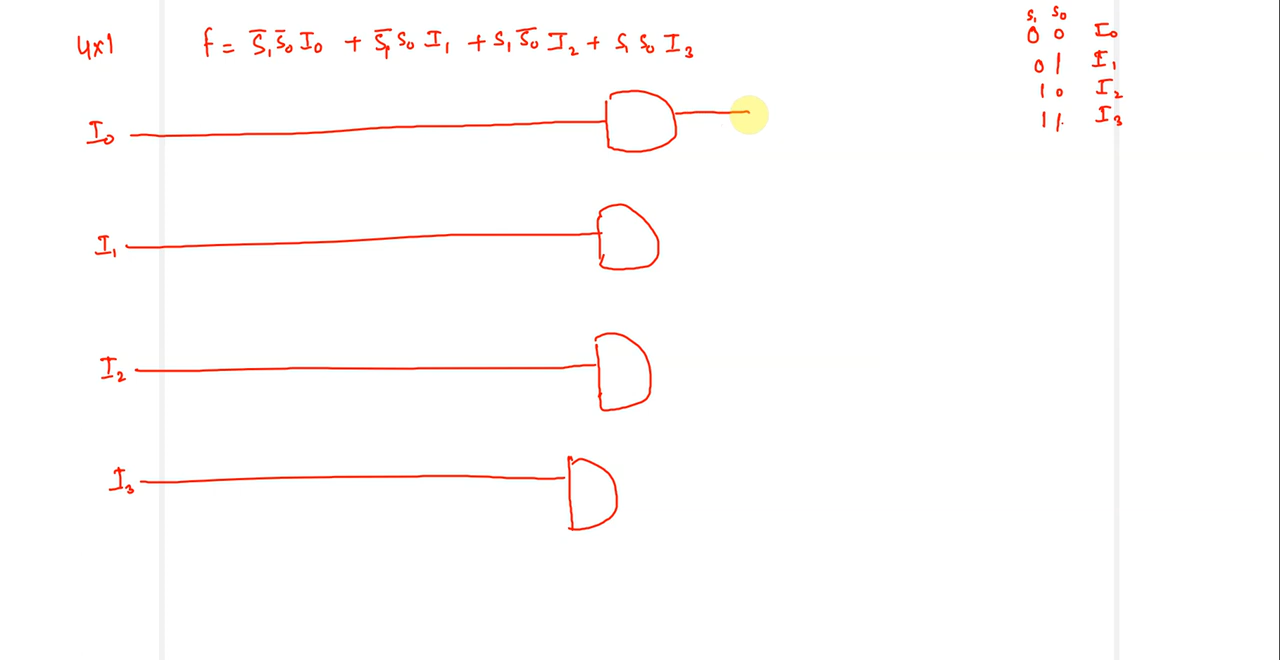 4x1 f = S̅₁S̅₀I₀ + S̅₁S₀I₁ + S₁S̅₀I₂ + S₁S₀I₃
S₁ S₀
0 0 I₀
0 1 I₁
1 0 I₂
1 1 I₃
I₀
I₁
I₂
I₃